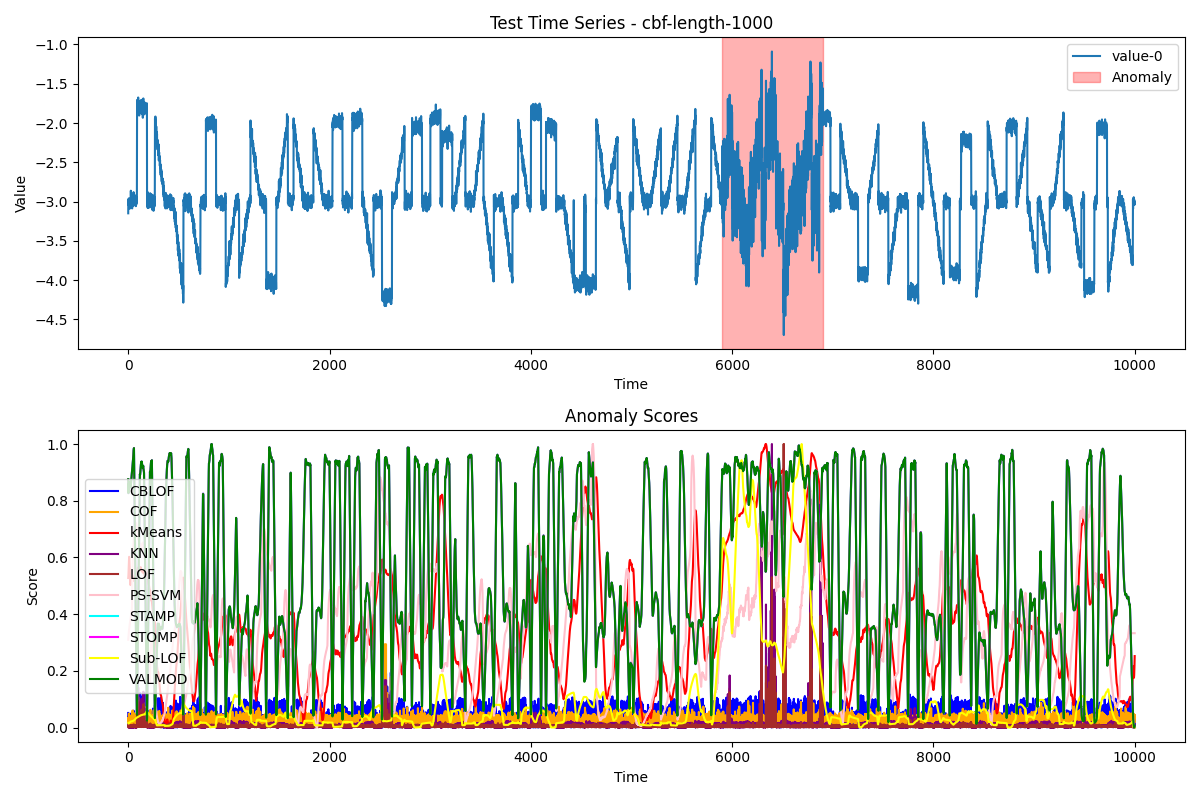 Test Time Series - cbf-length-1000
Value
−1.0
−1.5
−2.0
−2.5
−3.0
−3.5
−4.0
−4.5
value-0
Anomaly
0 2000 4000 6000 8000 10000
Time
Anomaly Scores
Score
1.0
0.8
0.6
0.4
0.2
0.0
CBLOF
COF
kMeans
KNN
LOF
PS-SVM
STAMP
STOMP
Sub-LOF
VALMOD
0 2000 4000 6000 8000 10000
Time